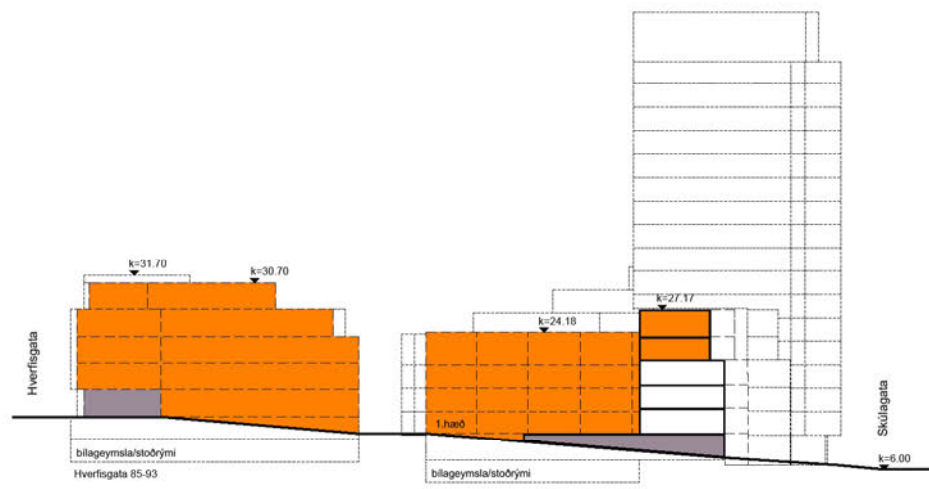 k=31.70
k=30.70
k=27.17
k=24.18
Hverfisgata
Skúlagata
1.hæð
bílageymsla/stoðrými
Hverfisgata 85-93
bílageymsla/stoðrými
k=6.00